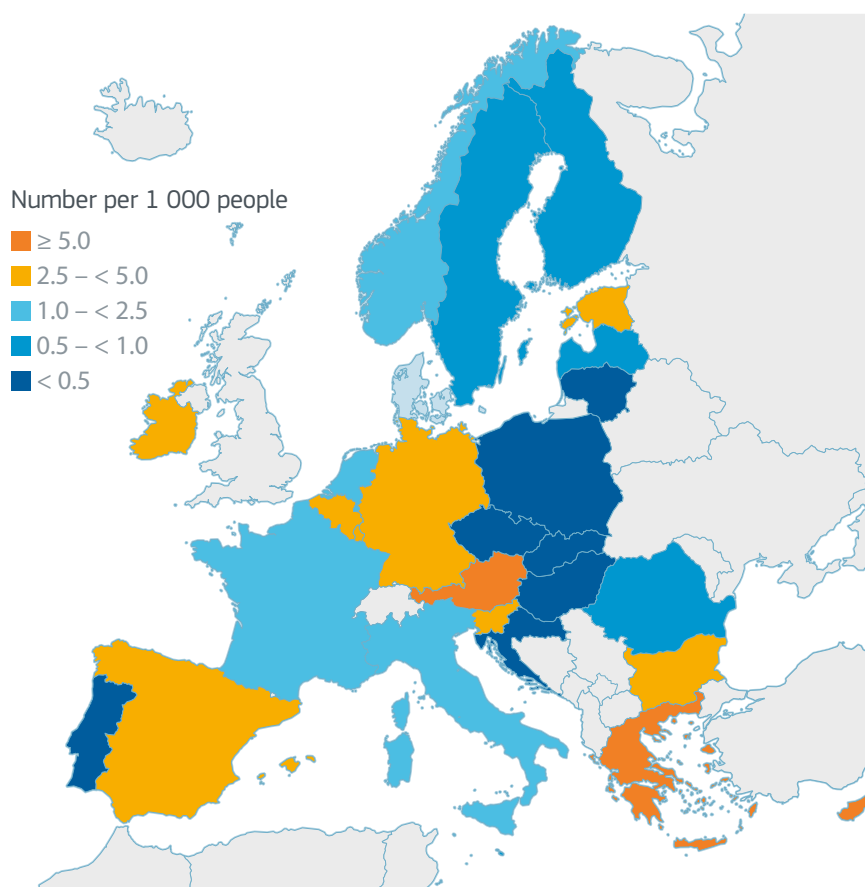 Number per 1 000 people
≥ 5.0
2.5 – < 5.0
1.0 – < 2.5
0.5 – < 1.0
< 0.5